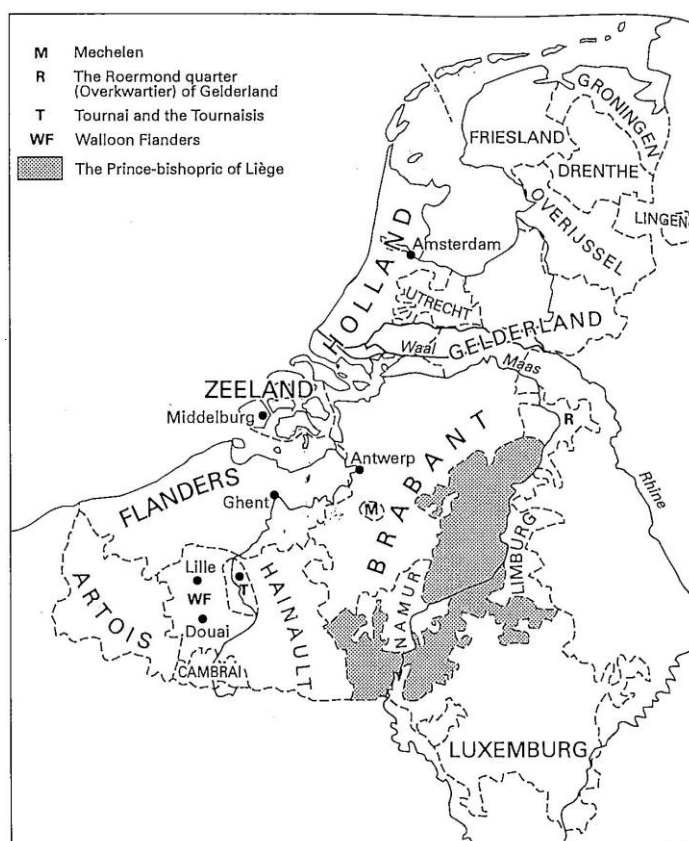 M Mechelen
R The Roermond quarter
(Overkwartier) of Gelderland
T Tournai and the Tournaisis
WF Walloon Flanders
The Prince-bishopric of Liège
GRONINGEN
FRIESLAND
DRENTHE
LINGEN
OVERIJSSEL
HOLLAND
Amsterdam
UTRECHT
GELDERLAND
Waal
Maas
ZEELAND
Middelburg
R
Rhine
Antwerp
FLANDERS
Ghent
BRABANT
M
LIMBURG
ARTOIS
Lille
WF
T
HAINAULT
NAMUR
Douai
CAMBRAI
LUXEMBURG